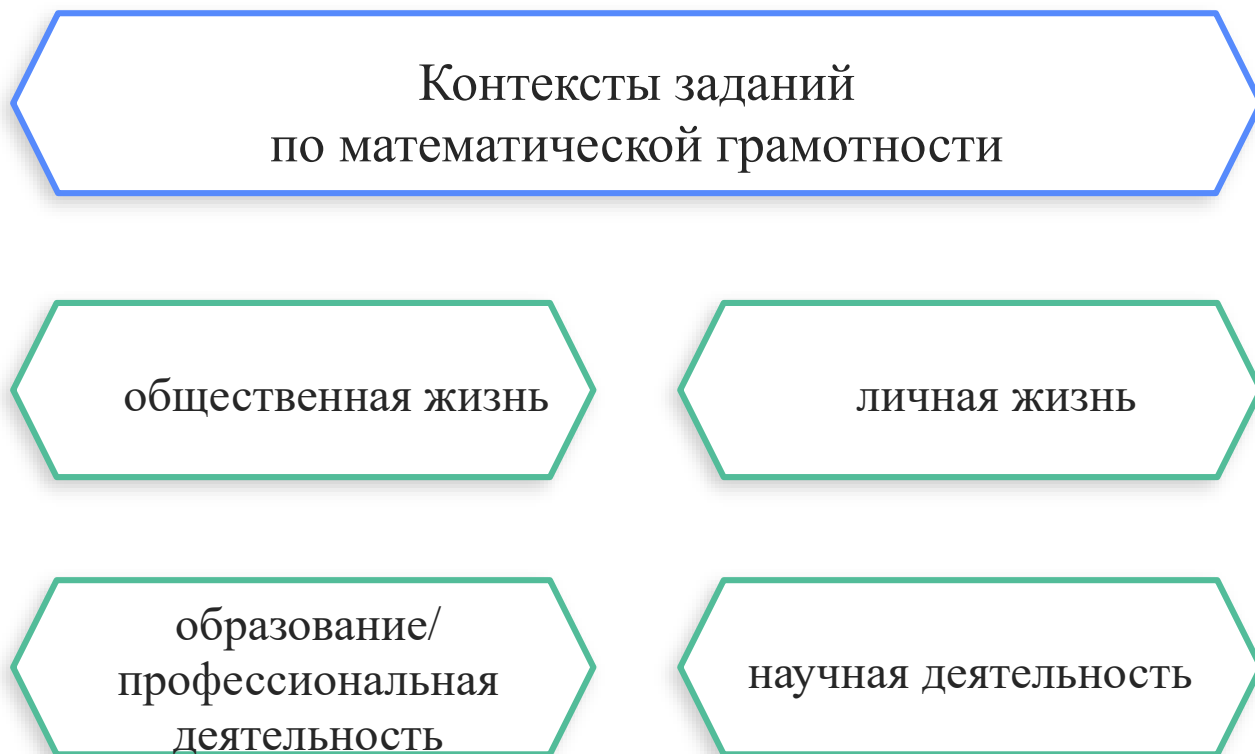 Контексты заданий
по математической грамотности
общественная жизнь
личная жизнь
образование/
профессиональная
деятельность
научная деятельность